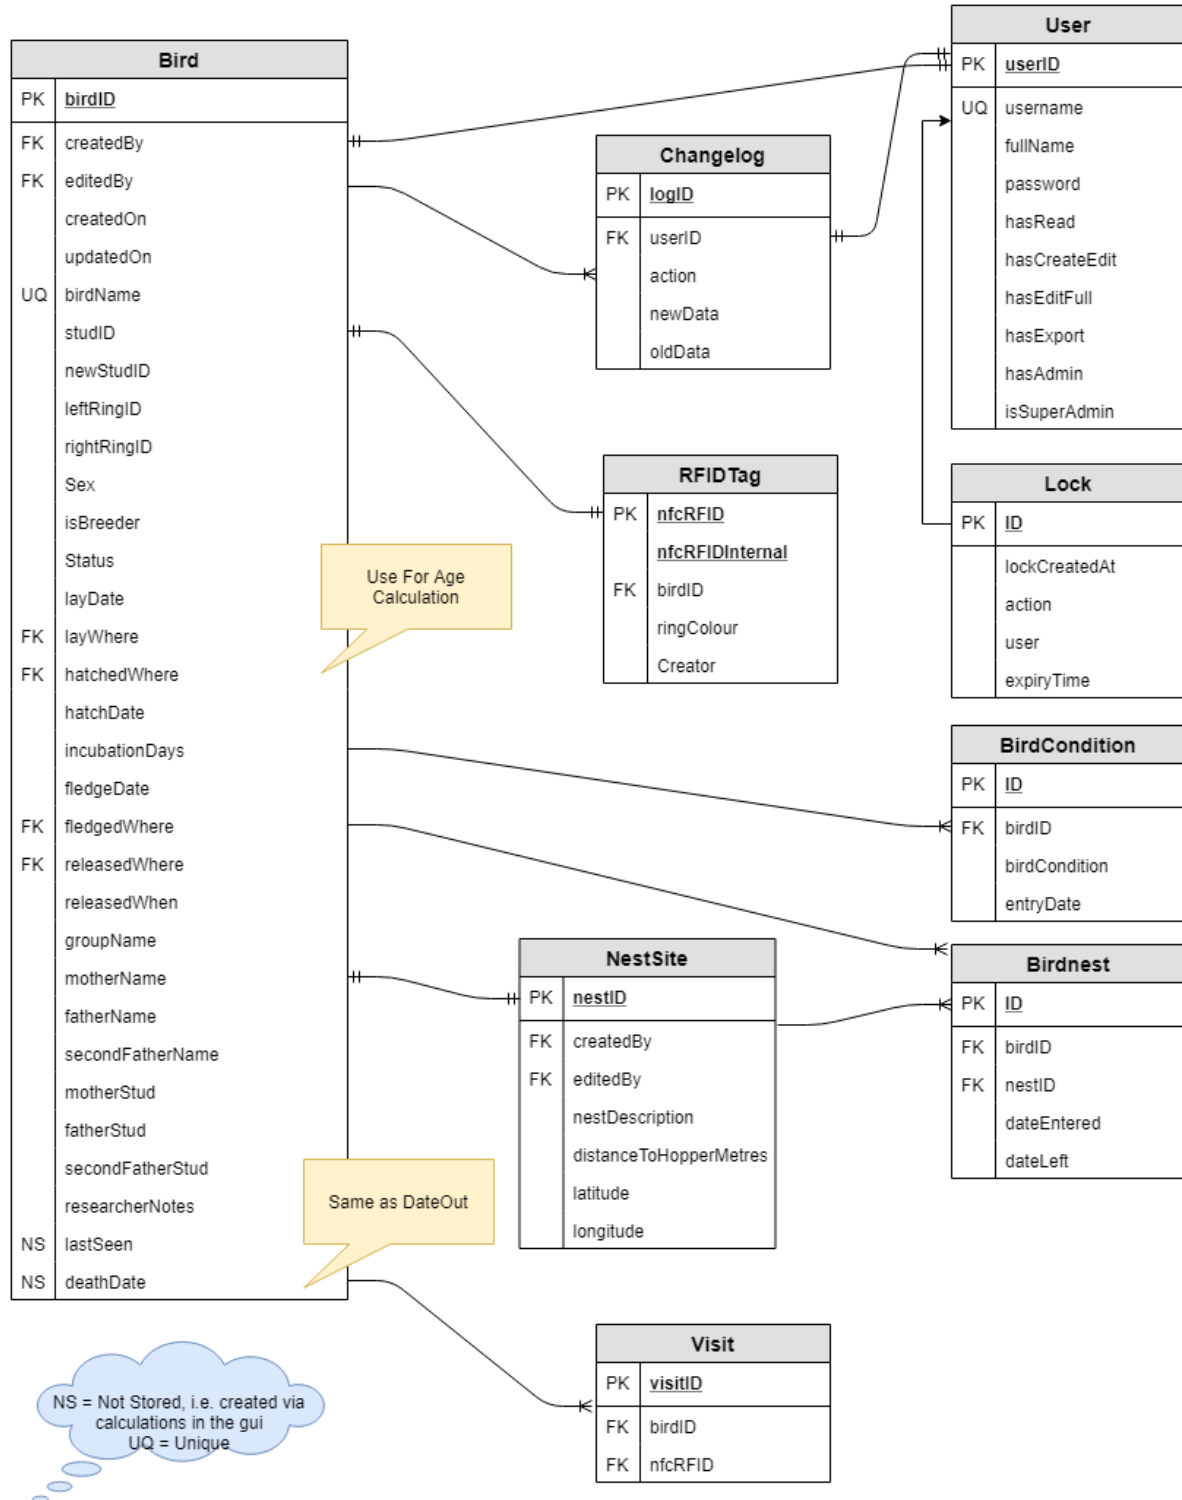 Bird
PK birdID
FK createdBy
FK editedBy
createdOn
updatedOn
UQ birdName
studID
newStudID
leftRingID
rightRingID
Sex
isBreeder
Status
layDate
FK layWhere
FK hatchedWhere
hatchDate
incubationDays
fledgeDate
FK fledgedWhere
FK releasedWhere
releasedWhen
groupName
motherName
fatherName
secondFatherName
motherStud
fatherStud
secondFatherStud
researcherNotes
NS lastSeen
NS deathDate
Use For Age
Calculation
Same as DateOut
NS = Not Stored, i.e. created via
calculations in the gui
UQ = Unique
Changelog
PK logID
FK userID
action
newData
oldData
RFIDTag
PK nfcRFID
nfcRFIDInternal
FK birdID
ringColour
Creator
NestSite
PK nestID
FK createdBy
FK editedBy
nestDescription
distanceToHopperMetres
latitude
longitude
Visit
PK visitID
FK birdID
FK nfcRFID
User
PK userID
UQ username
fullName
password
hasRead
hasCreateEdit
hasEditFull
hasExport
hasAdmin
isSuperAdmin
Lock
PK ID
lockCreatedAt
action
user
expiryTime
BirdCondition
PK ID
FK birdID
birdCondition
entryDate
Birdnest
PK ID
FK birdID
FK nestID
dateEntered
dateLeft